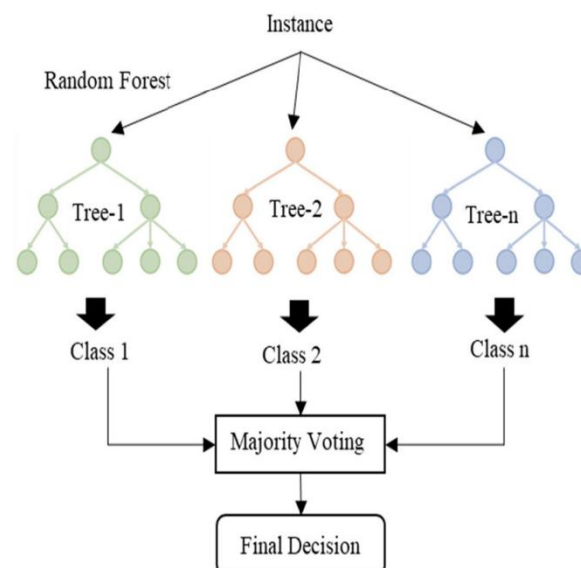 Instance
Random Forest
Tree-1
Tree-2
Tree-n
Class 1
Class 2
Class n
Majority Voting
Final Decision